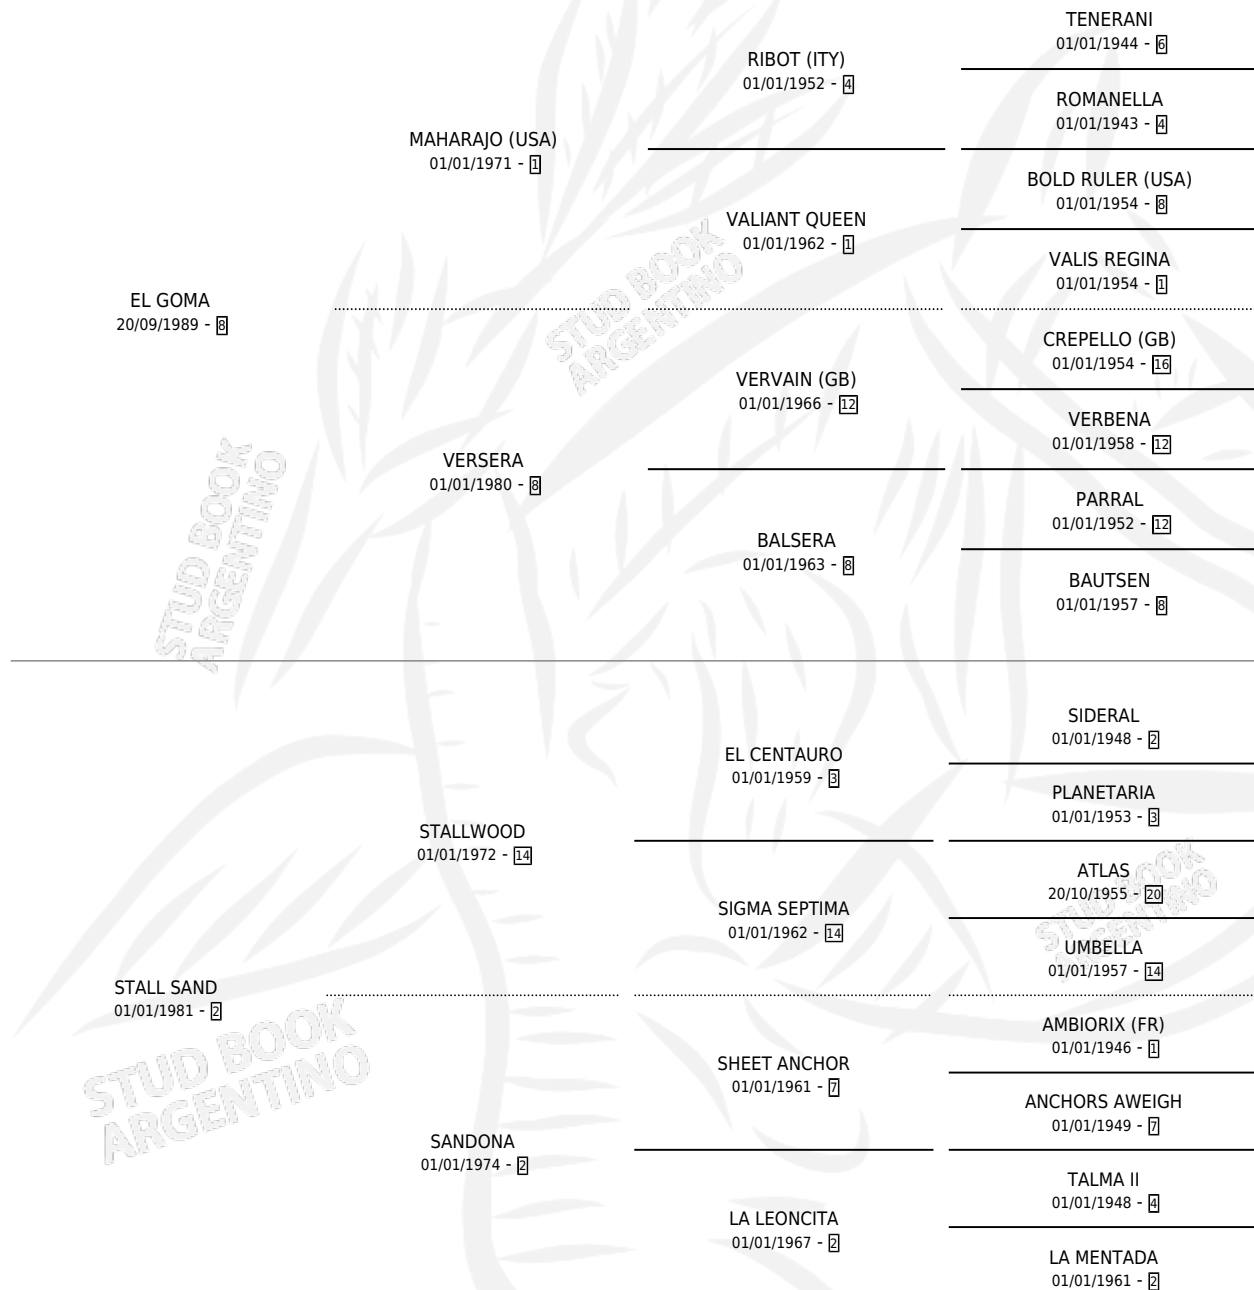 TENERANI
01/01/1944 - 6
RIBOT (ITY)
01/01/1952 - 4
ROMANELLA
01/01/1943 - 4
MAHARAJO (USA)
01/01/1971 - 1
BOLD RULER (USA)
01/01/1954 - 8
VALIANT QUEEN
01/01/1962 - 1
VALIS REGINA
01/01/1954 - 1
EL GOMA
20/09/1989 - 8
CREPELLO (GB)
01/01/1954 - 16
VERVAIN (GB)
01/01/1966 - 12
VERBENA
01/01/1958 - 12
VERSERA
01/01/1980 - 8
PARRAL
01/01/1952 - 12
BALSERA
01/01/1963 - 8
BAUTSEN
01/01/1957 - 8
SIDERAL
01/01/1948 - 2
EL CENTAURO
01/01/1959 - 3
PLANETARIA
01/01/1953 - 3
STALLWOOD
01/01/1972 - 14
ATLAS
20/10/1955 - 20
SIGMA SEPTIMA
01/01/1962 - 14
UMBELLA
01/01/1957 - 14
STALL SAND
01/01/1981 - 2
AMBIORIX (FR)
01/01/1946 - 1
SHEET ANCHOR
01/01/1961 - 7
ANCHORS AWEIGH
01/01/1949 - 7
SANDONA
01/01/1974 - 2
TALMA II
01/01/1948 - 4
LA LEONCITA
01/01/1967 - 2
LA MENTADA
01/01/1961 - 2
STUD BOOK
ARGENTINO
STUD BOOK
ARGENTINO
STUD BOOK
ARGENTINO
STUD BOOK
ARGENTINO